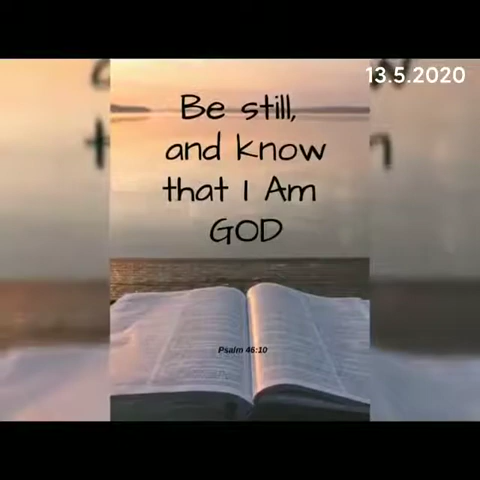 13.5.2020
Be still,
and know
that I Am
GOD
Psalm 46:10